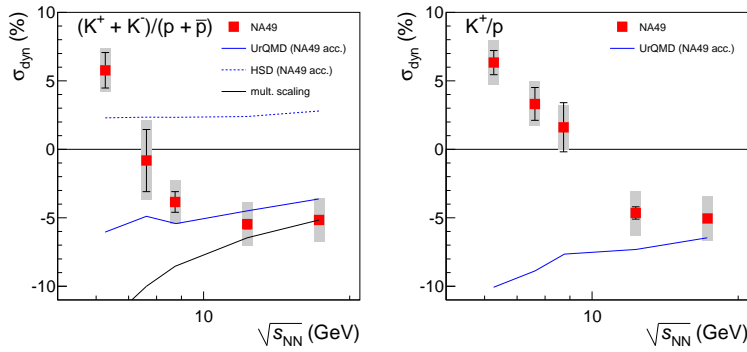 (K⁺ + K⁻)/(p + p̄)
NA49
UrQMD (NA49 acc.)
HSD (NA49 acc.)
mult. scaling
σdyn (%)
10
5
0
-5
-10
10
√sNN (GeV)
K⁺/p
NA49
UrQMD (NA49 acc.)
σdyn (%)
10
5
0
-5
-10
10
√sNN (GeV)